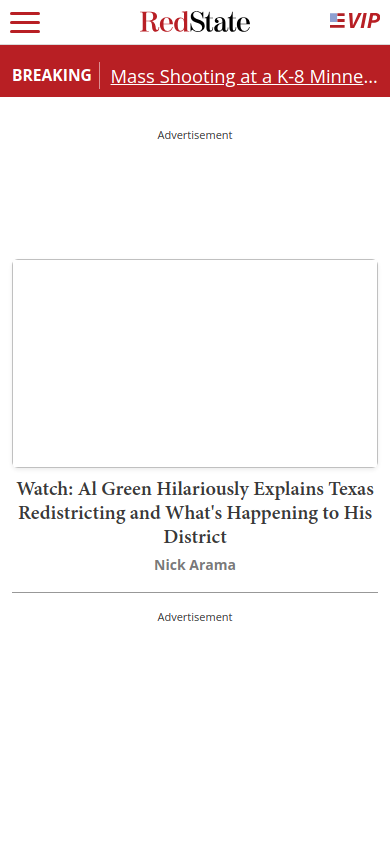 RedState
VIP
BREAKING
Mass Shooting at a K-8 Minne...
Advertisement
Watch: Al Green Hilariously Explains Texas
Redistricting and What's Happening to His
District
Nick Arama
Advertisement